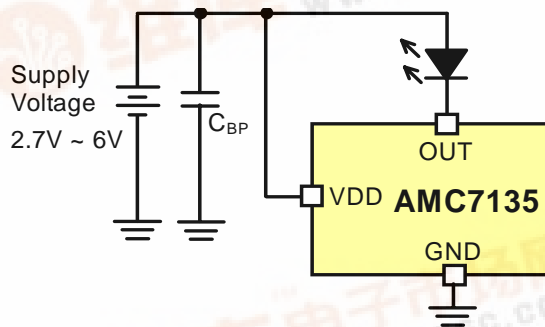 Supply
Voltage
2.7V ~ 6V
CBP
OUT
VDD
AMC7135
GND